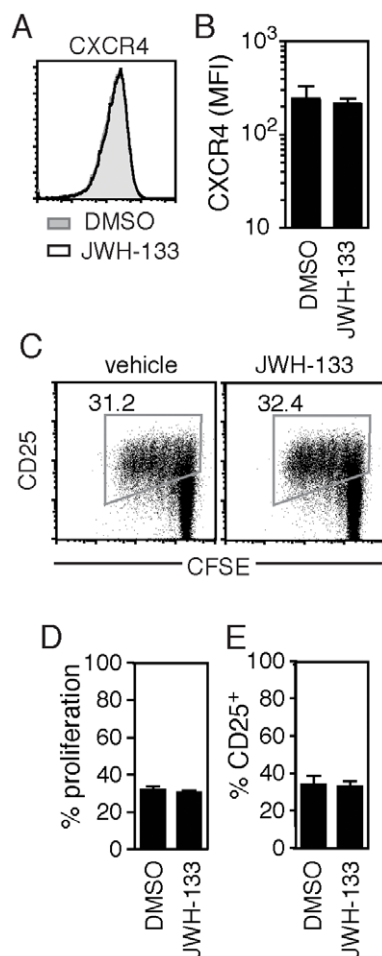 A
CXCR4
DMSO
JWH-133
B
CXCR4 (MFI)
10³
10²
10
DMSO
JWH-133
C
vehicle
JWH-133
31.2
32.4
CD25
CFSE
D
% proliferation
100
80
60
40
20
0
DMSO
JWH-133
E
% CD25⁺
100
80
60
40
20
0
DMSO
JWH-133